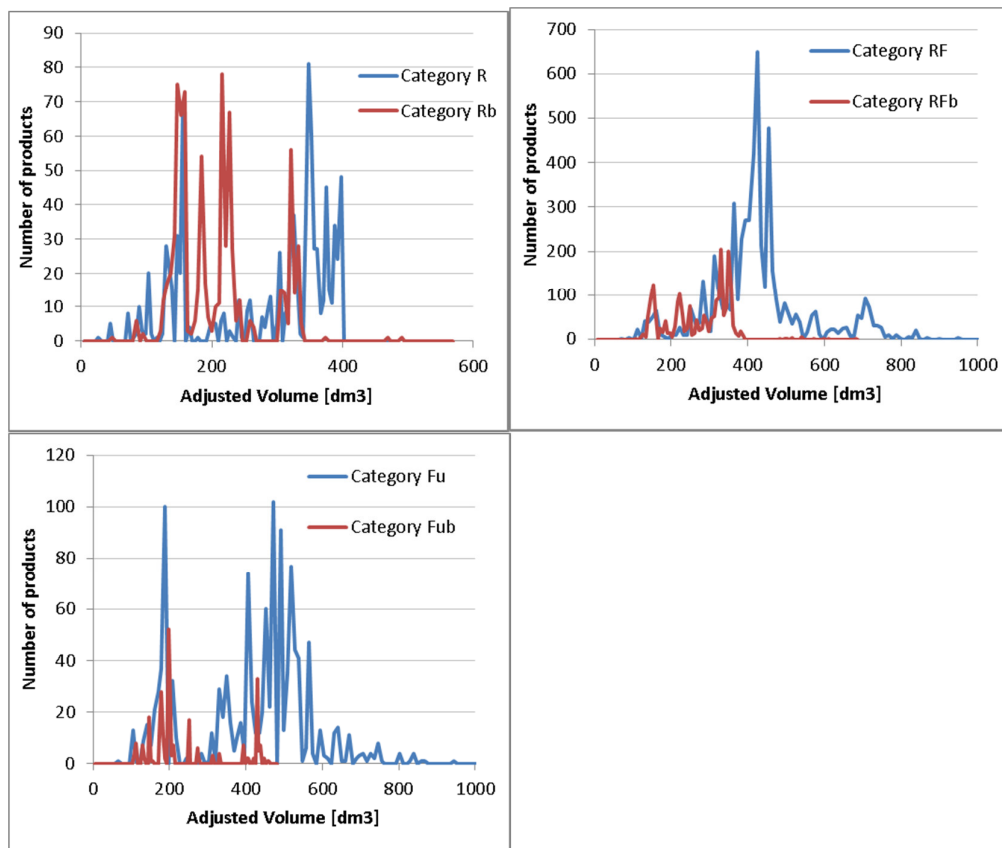 90
80
70
60
50
40
30
20
10
0
Number of products
Category R
Category Rb
0 200 400 600
Adjusted Volume [dm3]
700
600
500
400
300
200
100
0
Number of products
Category RF
Category RFb
0 200 400 600 800 1000
Adjusted Volume [dm3]
120
100
80
60
40
20
0
Number of products
Category Fu
Category Fub
0 200 400 600 800 1000
Adjusted Volume [dm3]